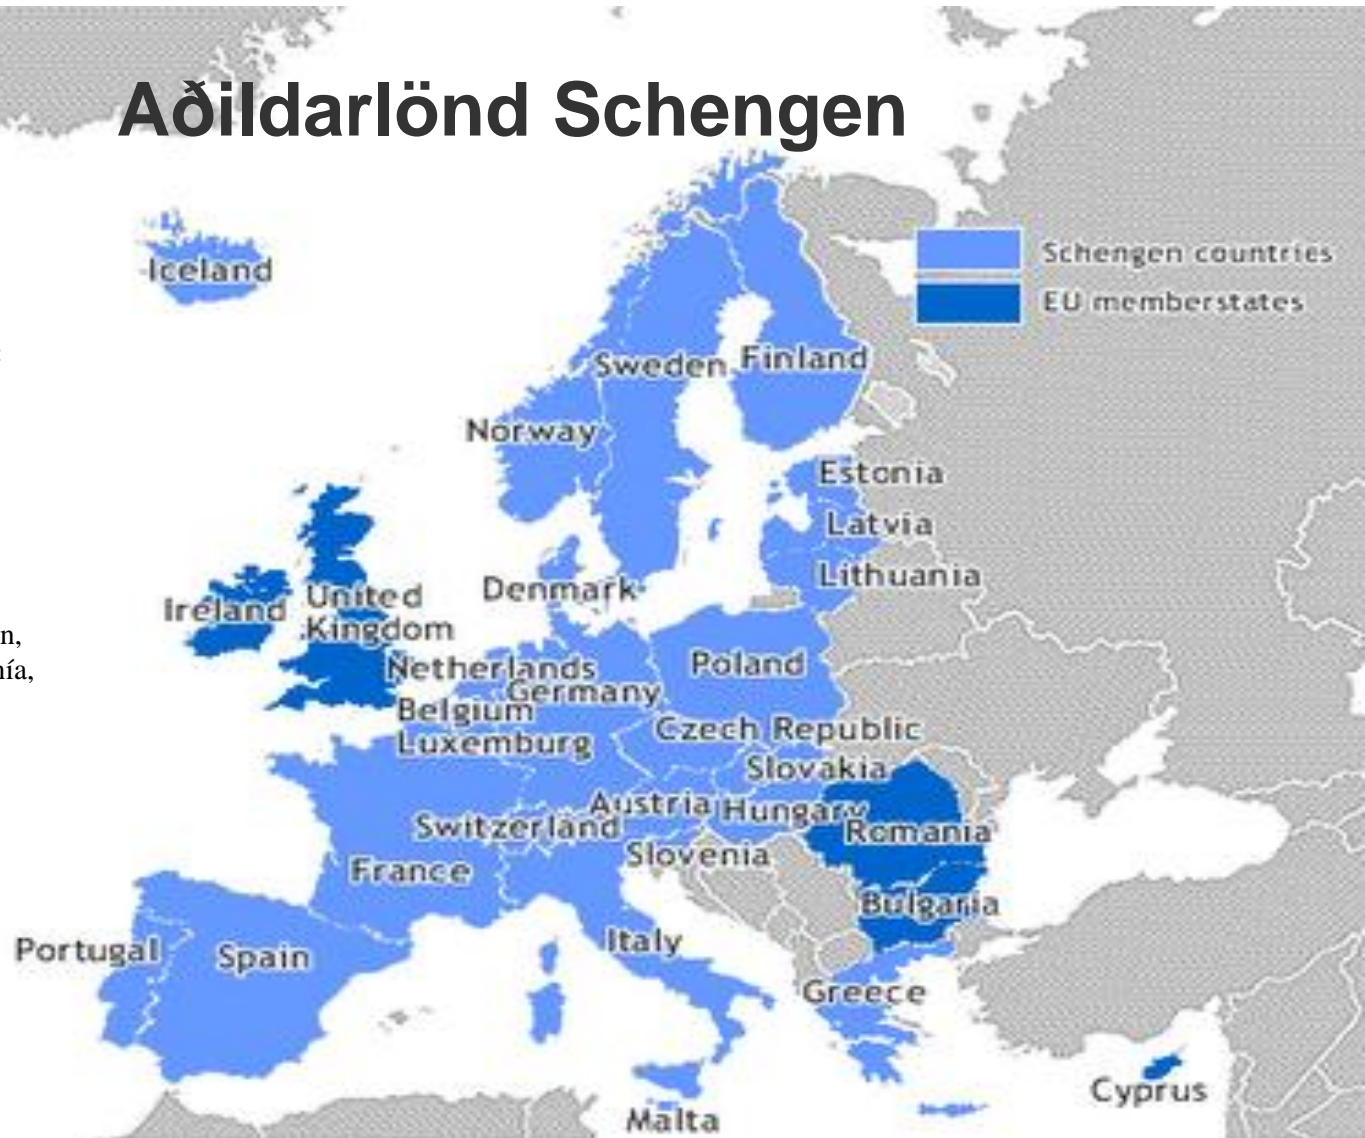 Aðildarlönd Schengen
Iceland
Schengen countries
EU memberstates
Sweden
Finland
Norway
Estonia
Latvia
Lithuania
Denmark
Ireland
United
Kingdom
n,
nía,
Netherlands
Germany
Poland
Belgium
Luxemburg
Czech Republic
Slovakia
Austria
Hungary
Switzerland
Romania
Slovenia
France
Bulgaria
Portugal
Spain
Italy
Greece
Cyprus
Malta